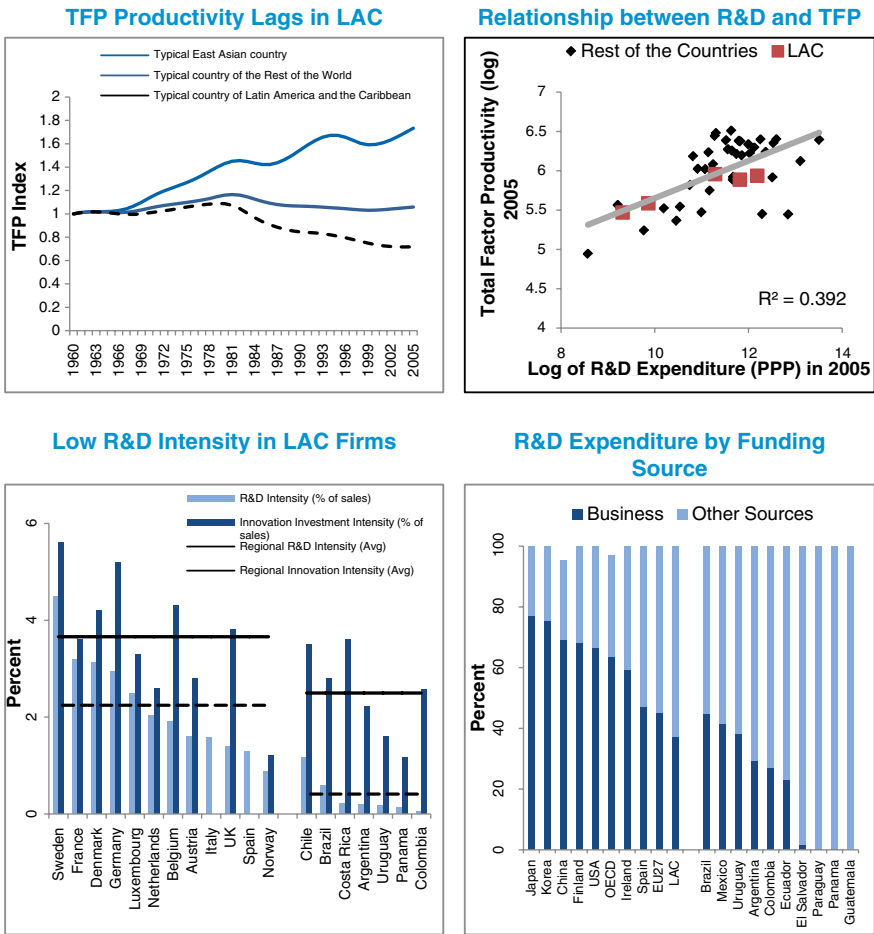 TFP Productivity Lags in LAC
Typical East Asian country
Typical country of the Rest of the World
Typical country of Latin America and the Caribbean
TFP Index
2
1.8
1.6
1.4
1.2
1
0.8
0.6
0.4
0.2
0
1960
1963
1966
1969
1972
1975
1978
1981
1984
1987
1990
1993
1996
1999
2002
2005
Relationship between R&D and TFP
Rest of the Countries
LAC
Total Factor Productivity (log)
2005
7
6.5
6
5.5
5
4.5
4
R² = 0.392
8
10
12
14
Log of R&D Expenditure (PPP) in 2005
Low R&D Intensity in LAC Firms
R&D Intensity (% of sales)
Innovation Investment Intensity (% of
sales)
Regional R&D Intensity (Avg)
Regional Innovation Intensity (Avg)
Percent
6
4
2
0
Sweden
France
Denmark
Germany
Luxembourg
Netherlands
Belgium
Austria
Italy
UK
Spain
Norway
Chile
Brazil
Costa Rica
Argentina
Uruguay
Panama
Colombia
R&D Expenditure by Funding
Source
Business
Other Sources
Percent
100
80
60
40
20
0
Japan
Korea
China
Finland
USA
OECD
Ireland
Spain
EU27
LAC
Brazil
Mexico
Uruguay
Argentina
Colombia
Ecuador
El Salvador
Paraguay
Panama
Guatemala